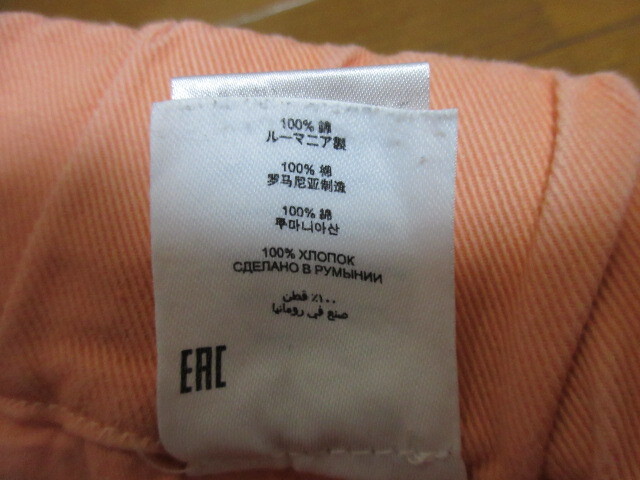 100% 綿
ルーマニア製
100% 棉
罗马尼亚制造
100% 綿
루마니아산
100% ХЛОПОК
СДЕЛАНО В РУМЫНИИ
١٠٠٪ قطن
صنع في رومانيا
EAC